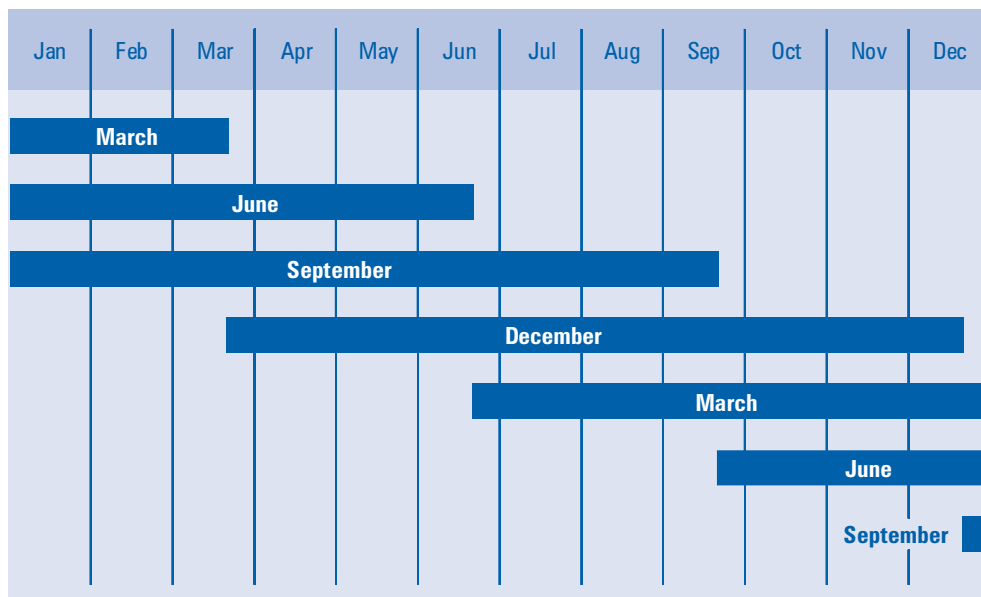 Jan Feb Mar Apr May Jun Jul Aug Sep Oct Nov Dec
March
June
September
December
March
June
September